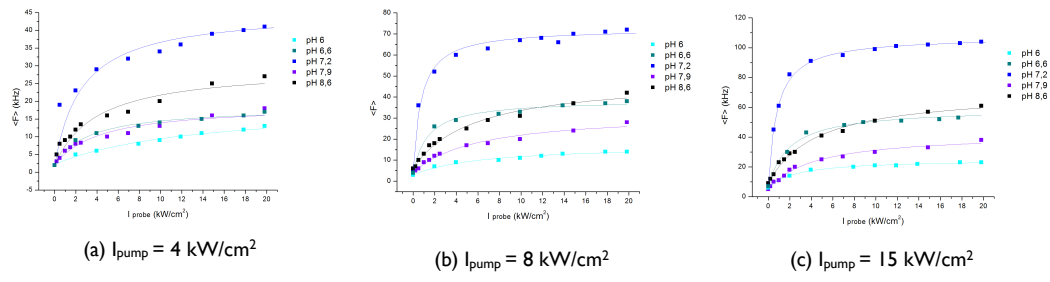 45
40
35
30
25
20
15
10
5
0
-5
<F> (kHz)
0 2 4 6 8 10 12 14 16 18 20
I probe (kW/cm²)
pH 6
pH 6,6
pH 7,2
pH 7,9
pH 8,6
(a) Ipump = 4 kW/cm²
80
70
60
50
40
30
20
10
0
<F>
0 2 4 6 8 10 12 14 16 18 20
I probe (kW/cm²)
pH 6
pH 6,6
pH 7,2
pH 7,9
pH 8,6
(b) Ipump = 8 kW/cm²
120
100
80
60
40
20
0
<F> (kHz)
0 2 4 6 8 10 12 14 16 18 20
I probe (kW/cm²)
pH 6
pH 6,6
pH 7,2
pH 7,9
pH 8,6
(c) Ipump = 15 kW/cm²